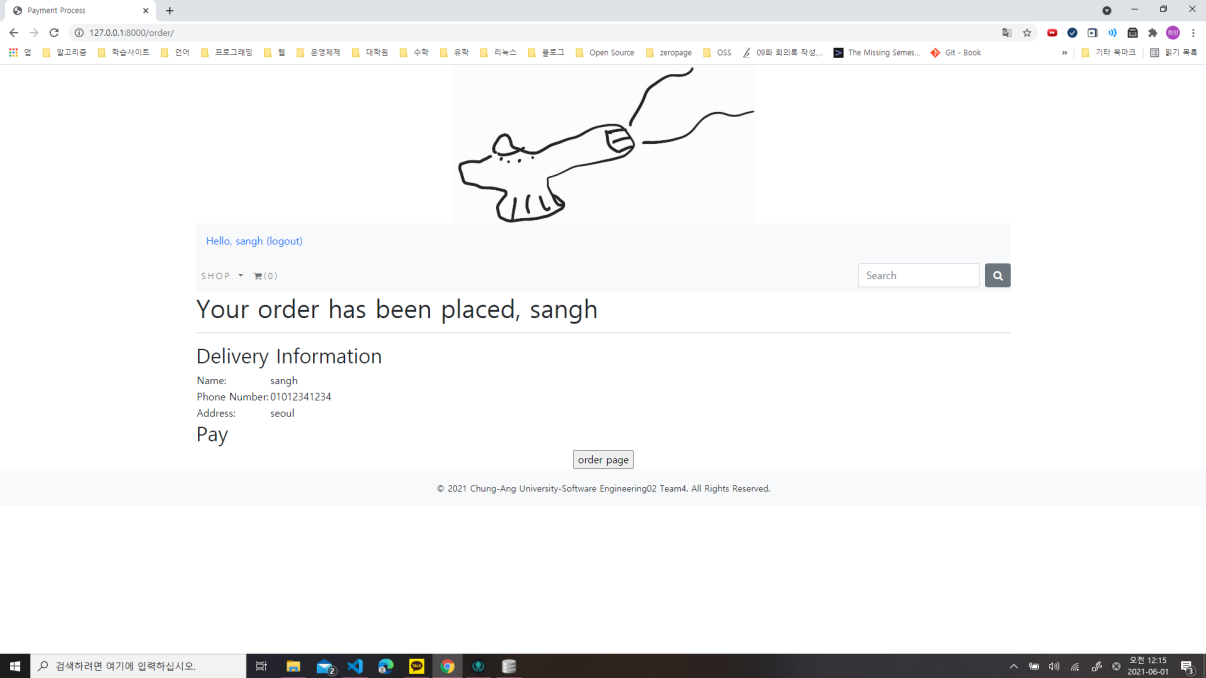 Payment Process
127.0.0.1:8000/order/
앱 알고리즘 학습사이트 언어 프로그래밍 웹 운영체제 대학원 수학 유학 리눅스 블로그 Open Source zeropage OSS 09화 회의록 작성,... The Missing Semes... Git - Book » 기타 북마크 읽기 목록
Hello, sangh (logout)
SHOP (0) Search
Your order has been placed, sangh
Delivery Information
Name: sangh
Phone Number: 01012341234
Address: seoul
Pay
order page
© 2021 Chung-Ang University-Software Engineering02 Team4. All Rights Reserved.
검색하려면 여기에 입력하십시오.
2
TALK
오전 12:15
2021-06-01
3